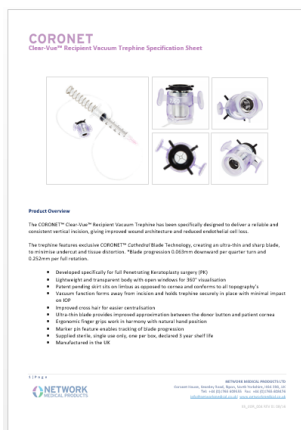 CORONET
Clear-Vue™ Recipient Vacuum Trephine Specification Sheet
Product Overview
The CORONET™ Clear-Vue™ Recipient Vacuum Trephine has been specifically designed to deliver a reliable and
consistent vertical incision, giving improved wound architecture and reduced endothelial cell loss.
The trephine features exclusive CORONET™ Cuthedral Blade Technology, creating an ultra-thin and sharp blade,
to minimise undercut and tissue distortion. *Blade progression 0.063mm downward per quarter turn and
0.252mm per full rotation.
• Developed specifically for full Penetrating Keratoplasty surgery (PK)
• Lightweight and transparent body with open windows for 360° visualisation
• Patent pending skirt sits on limbus as opposed to cornea and conforms to all topography's
• Vacuum function forms away from incision and holds trephine securely in place with minimal impact
on IOP
• Improved cross hair for easier centralisation
• Ultra-thin blade provides improved approximation between the donor button and patient cornea
• Ergonomic finger grips work in harmony with natural hand position
• Marker pin feature enables tracking of blade progression
• Supplied sterile, single use only, one per box, declared 3 year shelf life
• Manufactured in the UK
1 | Page
NETWORK MEDICAL PRODUCTS LTD
NETWORK
MEDICAL PRODUCTS